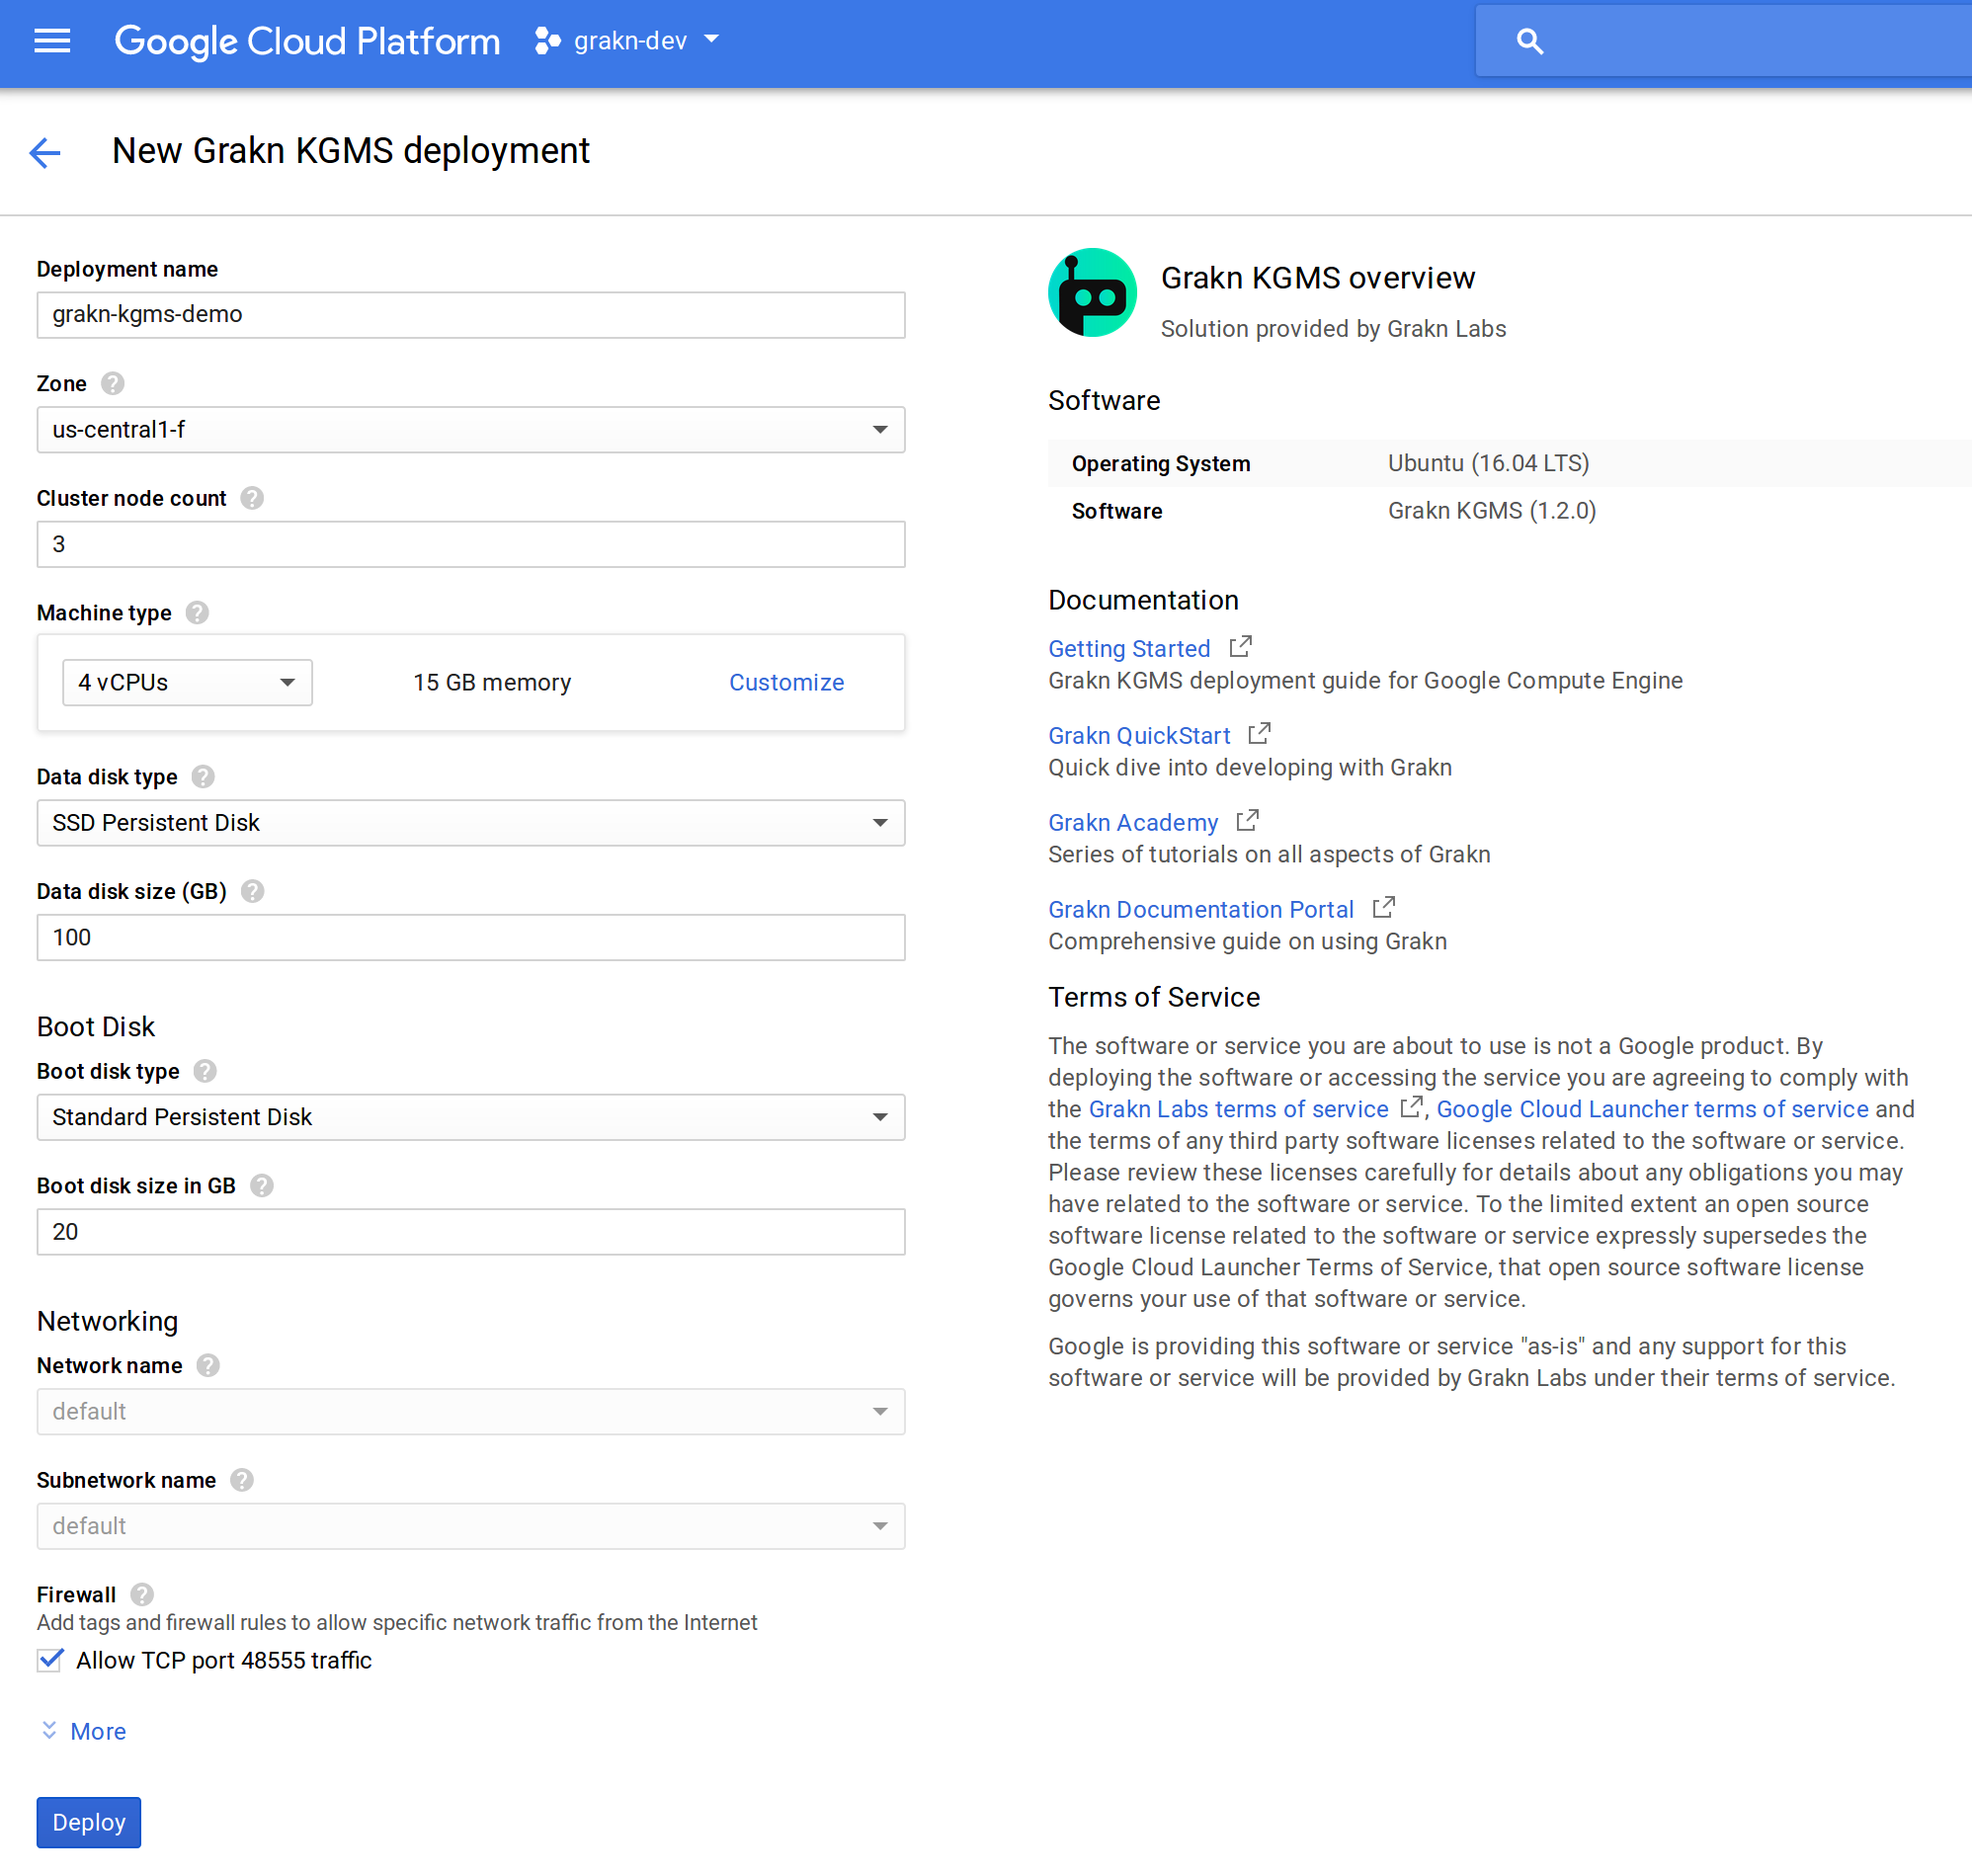 Google Cloud Platform
grakn-dev
New Grakn KGMS deployment
Deployment name
grakn-kgms-demo
Zone ?
us-central1-f
Cluster node count ?
3
Machine type ?
4 vCPUs
15 GB memory
Customize
Data disk type ?
SSD Persistent Disk
Data disk size (GB) ?
100
Boot Disk
Boot disk type ?
Standard Persistent Disk
Boot disk size in GB ?
20
Networking
Network name ?
default
Subnetwork name ?
default
Firewall ?
Add tags and firewall rules to allow specific network traffic from the Internet
Allow TCP port 48555 traffic
More
Deploy
Grakn KGMS overview
Solution provided by Grakn Labs
Software
Operating System Ubuntu (16.04 LTS)
Software Grakn KGMS (1.2.0)
Documentation
Getting Started
Grakn KGMS deployment guide for Google Compute Engine
Grakn QuickStart
Quick dive into developing with Grakn
Grakn Academy
Series of tutorials on all aspects of Grakn
Grakn Documentation Portal
Comprehensive guide on using Grakn
Terms of Service
The software or service you are about to use is not a Google product. By
deploying the software or accessing the service you are agreeing to comply with
the Grakn Labs terms of service , Google Cloud Launcher terms of service and
the terms of any third party software licenses related to the software or service.
Please review these licenses carefully for details about any obligations you may
have related to the software or service. To the limited extent an open source
software license related to the software or service expressly supersedes the
Google Cloud Launcher Terms of Service, that open source software license
governs your use of that software or service.
Google is providing this software or service "as-is" and any support for this
software or service will be provided by Grakn Labs under their terms of service.